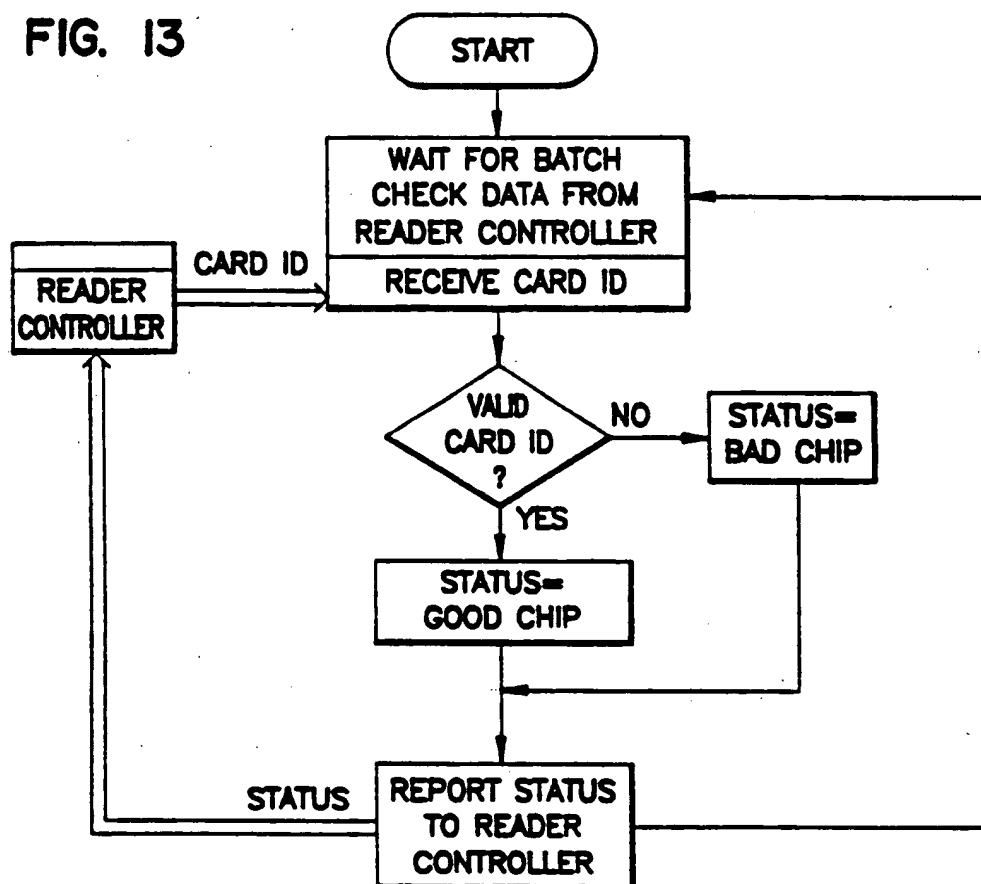 FIG. 13
START
WAIT FOR BATCH
CHECK DATA FROM
READER CONTROLLER
RECEIVE CARD ID
CARD ID
READER
CONTROLLER
VALID
CARD ID
?
NO
STATUS=
BAD CHIP
YES
STATUS=
GOOD CHIP
STATUS
REPORT STATUS
TO READER
CONTROLLER